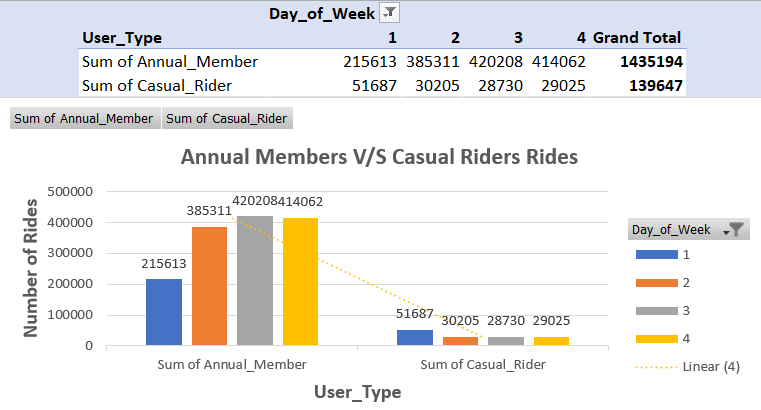 Day_of_Week
User_Type 1 2 3 4 Grand Total
Sum of Annual_Member 215613 385311 420208 414062 1435194
Sum of Casual_Rider 51687 30205 28730 29025 139647
Sum of Annual_Member Sum of Casual_Rider
Annual Members V/S Casual Riders Rides
Number of Rides
500000
400000
300000
200000
100000
0
215613
385311
420208
414062
51687
30205
28730
29025
Sum of Annual_Member
Sum of Casual_Rider
User_Type
Day_of_Week
1
2
3
4
Linear (4)